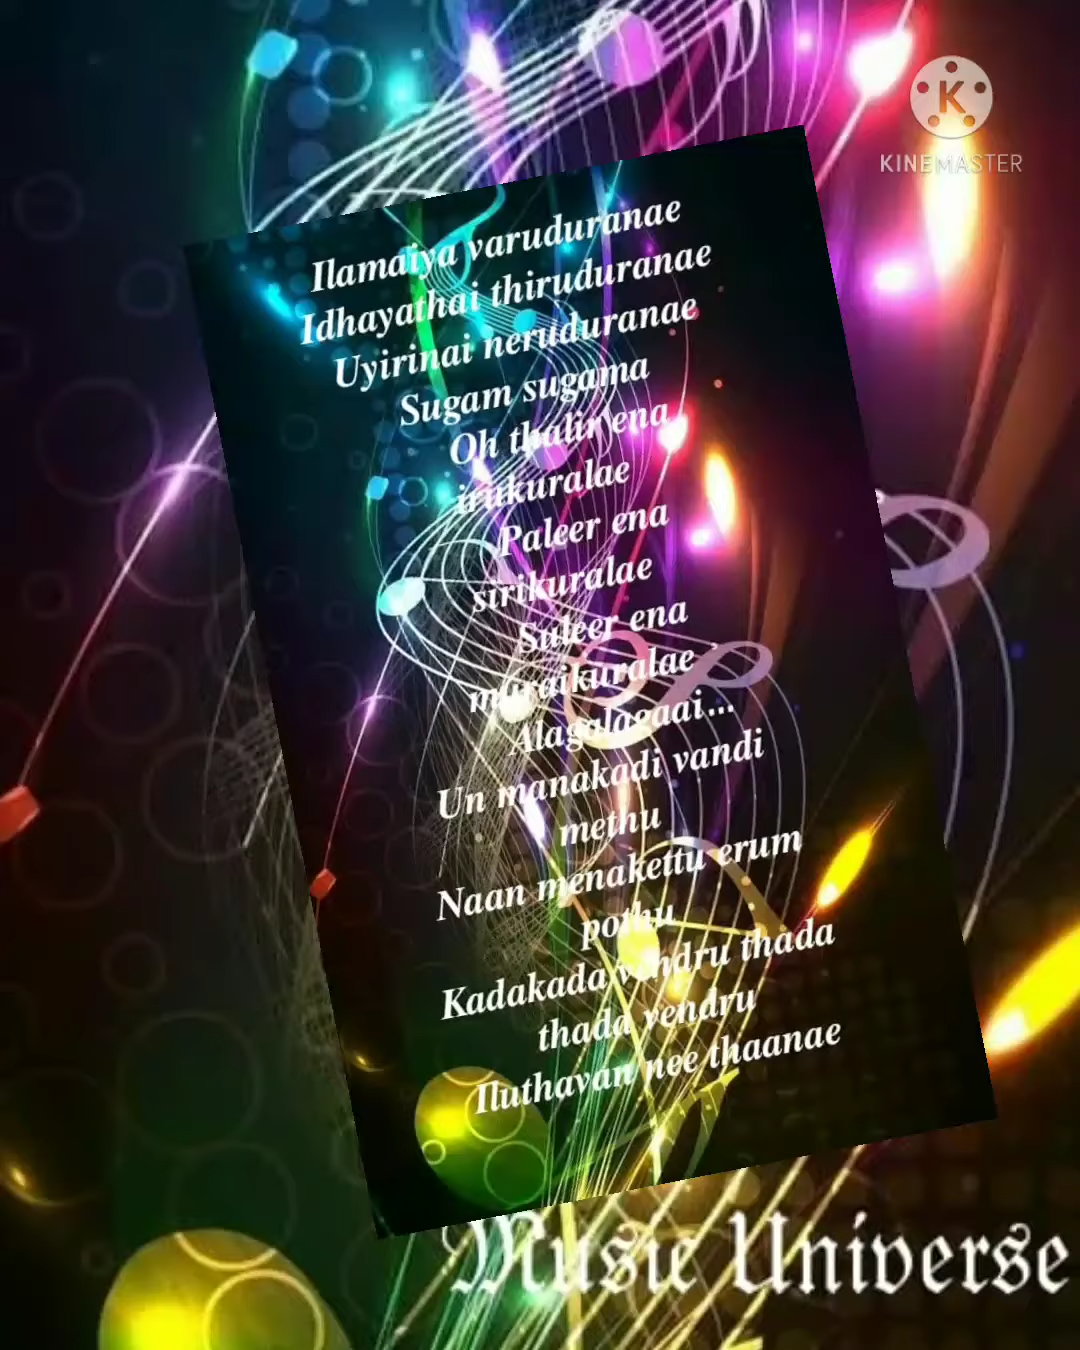 KINEMASTER
Ilamaiya varuduranae
Idhayathai thiruduranae
Uyirinai neruduranae
Sugam sugama
Oh thalir ena
irukuralae
Paleer ena
sirikuralae
Suleer ena
muraikuralae
Alagalagaai...
Un manakadi vandi
methu
Naan menakettu erum
pothu
Kadakada vendru thada
thada vendru
Iluthavan nee thaanae
Music Universe